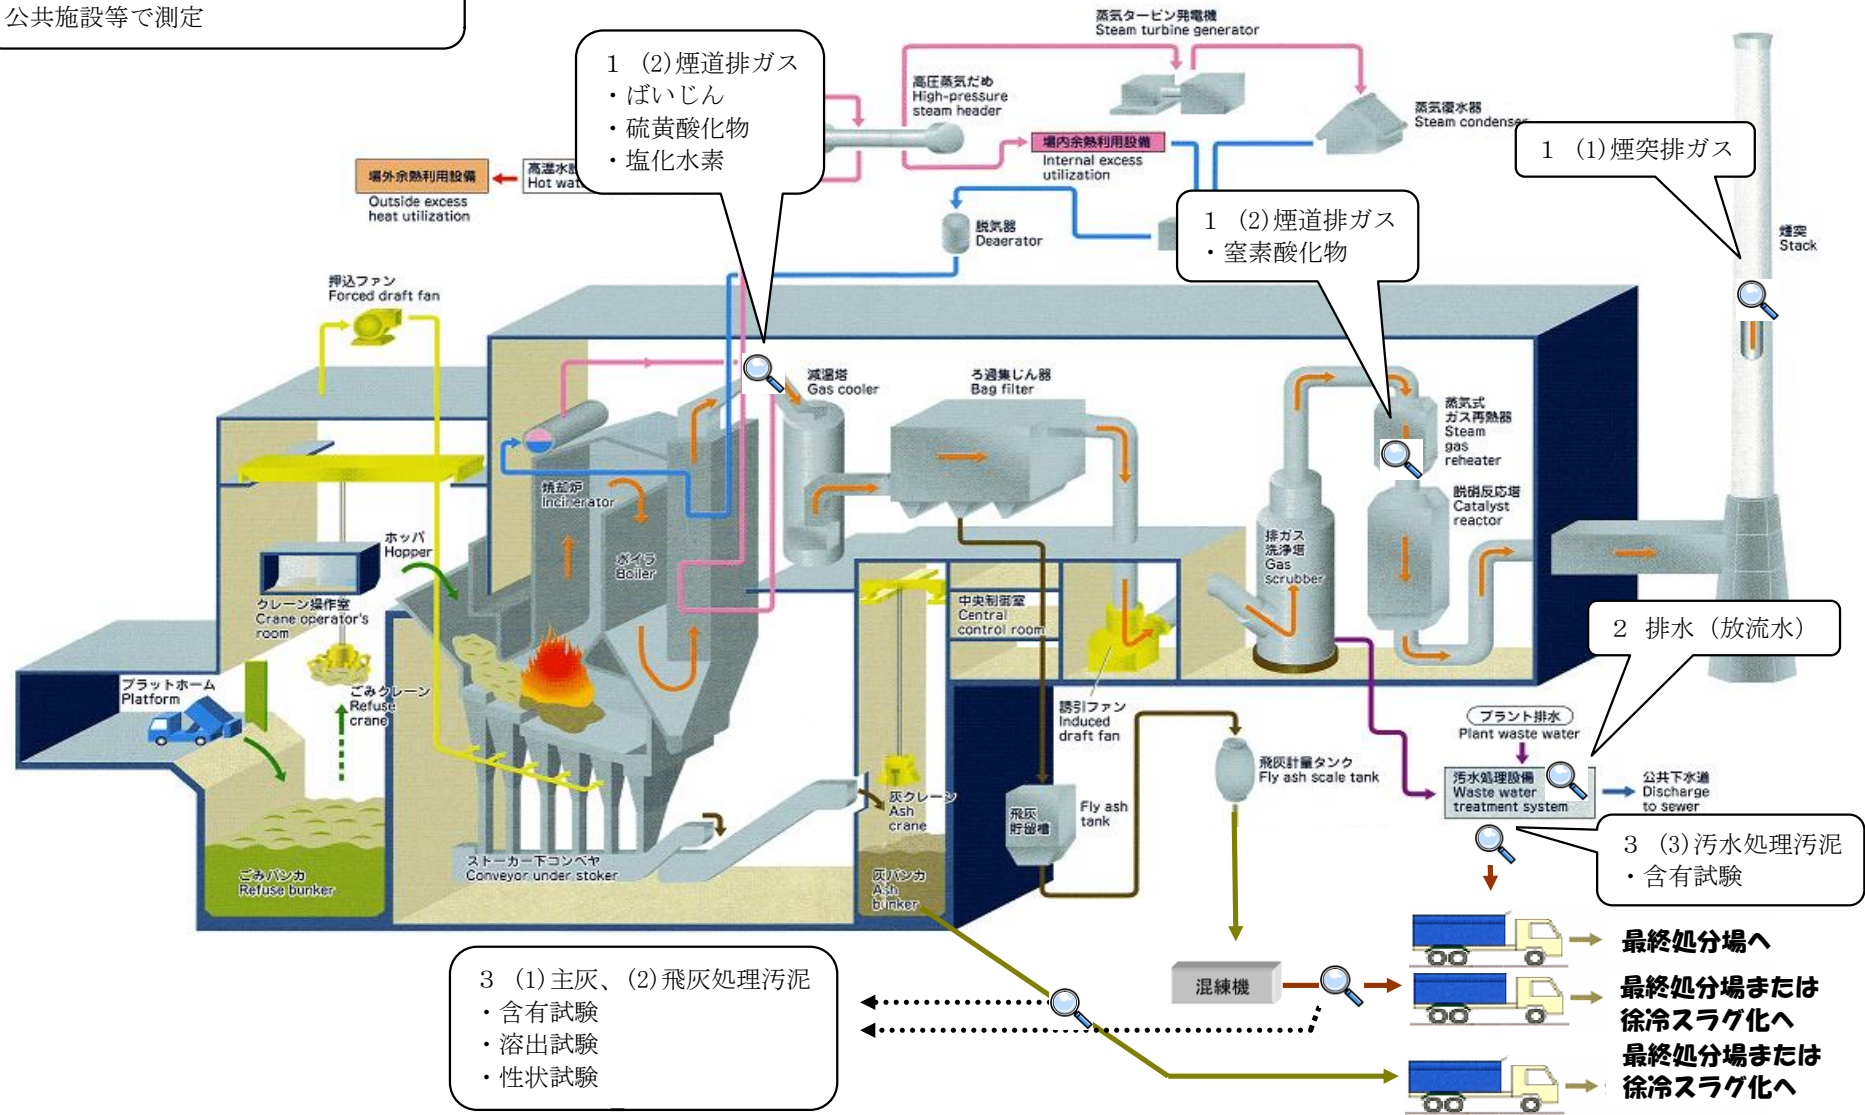 公共施設等で測定
蒸気タービン発電機
Steam turbine generator
1 (2)煙道排ガス
・ばいじん
・硫黄酸化物
・塩化水素
高圧蒸気だめ
High-pressure
steam header
蒸気復水器
Steam condenser
1 (1)煙突排ガス
場内余熱利用設備
Internal excess
utilization
場外余熱利用設備
Outside excess
heat utilization
高温水
Hot
1 (2)煙道排ガス
・窒素酸化物
脱気器
Deaerator
煙突
Stack
押込ファン
Forced draft fan
減温塔
Gas cooler
ろ過集じん器
Bag filter
蒸気式
ガス再熱器
Steam
gas
reheater
焼却炉
Incinerator
脱硝反応塔
Catalyst
reactor
ホッパ
Hopper
ボイラ
Boiler
排ガス
洗浄塔
Gas
scrubber
クレーン操作室
Crane operator's
room
中央制御室
Central
control room
2 排水（放流水）
プラットホーム
Platform
ごみクレーン
Refuse
crane
誘引ファン
Induced
draft fan
プラント排水
Plant waste water
飛灰計量タンク
Fly ash scale tank
汚水処理設備
Waste water
treatment system
公共下水道
Discharge
to sewer
灰クレーン
Ash
crane
飛灰
貯留槽
Fly ash
tank
3 (3)汚水処理汚泥
・含有試験
ストーカー下コンベヤ
Conveyor under stoker
ごみバンカ
Refuse bunker
灰バンカ
Ash
bunker
最終処分場へ
3 (1)主灰、(2)飛灰処理汚泥
・含有試験
・溶出試験
・性状試験
混練機
最終処分場または
徐冷スラグ化へ
最終処分場または
徐冷スラグ化へ